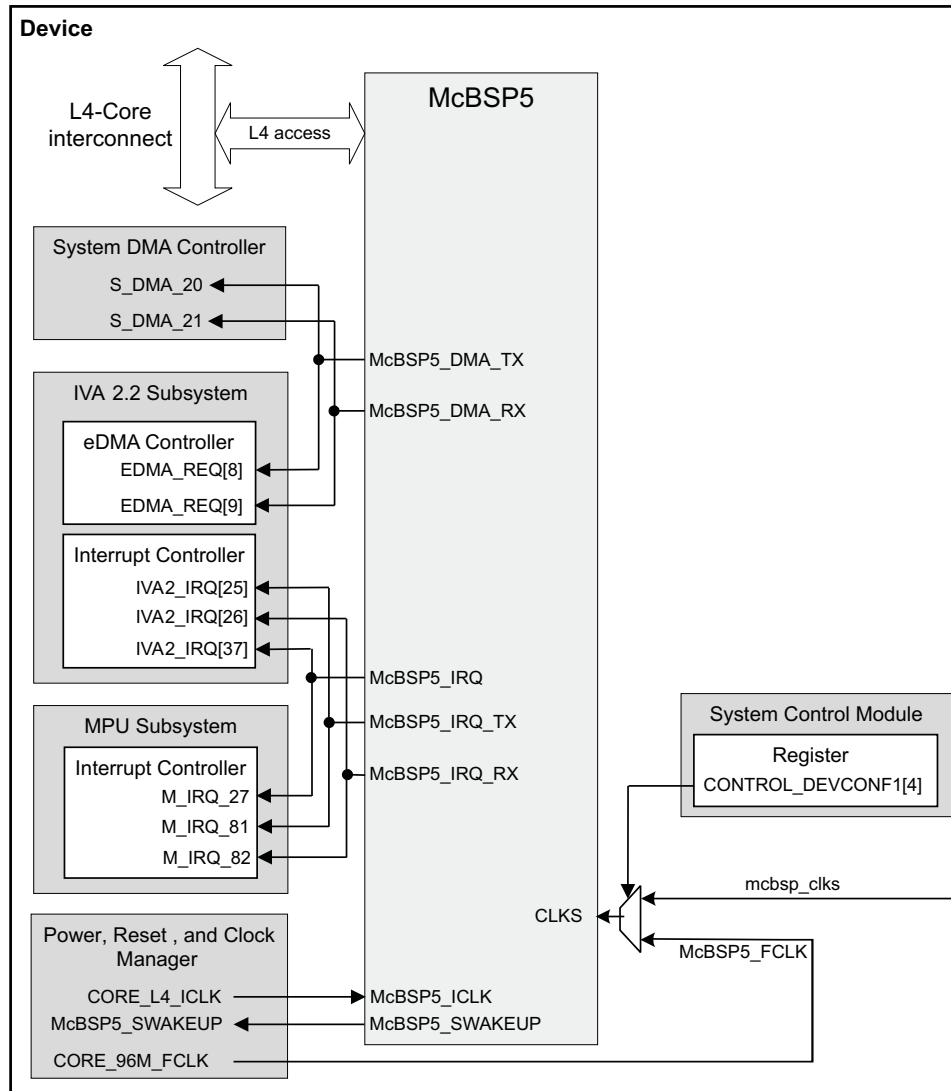 Device
McBSP5
L4-Core
interconnect
L4 access
System DMA Controller
S_DMA_20
S_DMA_21
McBSP5_DMA_TX
McBSP5_DMA_RX
IVA 2.2 Subsystem
eDMA Controller
EDMA_REQ[8]
EDMA_REQ[9]
Interrupt Controller
IVA2_IRQ[25]
IVA2_IRQ[26]
IVA2_IRQ[37]
McBSP5_IRQ
McBSP5_IRQ_TX
McBSP5_IRQ_RX
MPU Subsystem
Interrupt Controller
M_IRQ_27
M_IRQ_81
M_IRQ_82
System Control Module
Register
CONTROL_DEVCONF1[4]
mcbsp_clks
CLKS
McBSP5_FCLK
Power, Reset , and Clock
Manager
CORE_L4_ICLK
McBSP5_SWAKEUP
CORE_96M_FCLK
McBSP5_ICLK
McBSP5_SWAKEUP